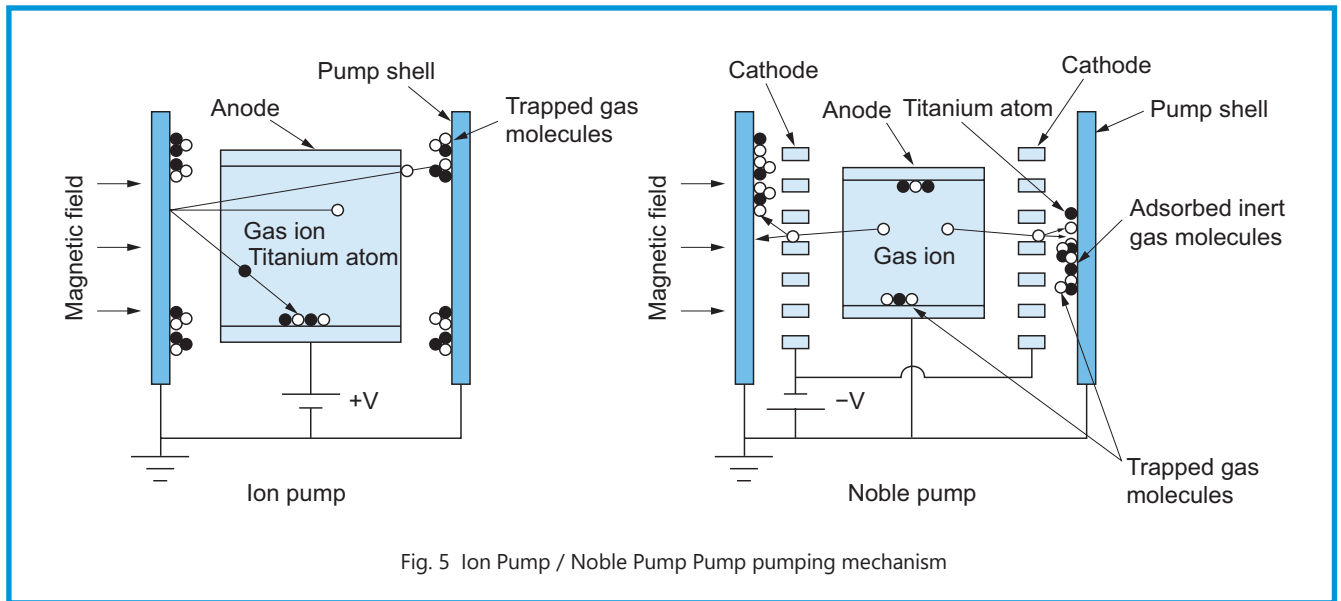 Pump shell
Anode
Trapped gas
molecules
Magnetic field
Gas ion
Titanium atom
+V
Ion pump
Cathode
Cathode
Anode
Titanium atom
Pump shell
Magnetic field
Adsorbed inert
gas molecules
Gas ion
−V
Trapped gas
molecules
Noble pump
Fig. 5 Ion Pump / Noble Pump Pump pumping mechanism